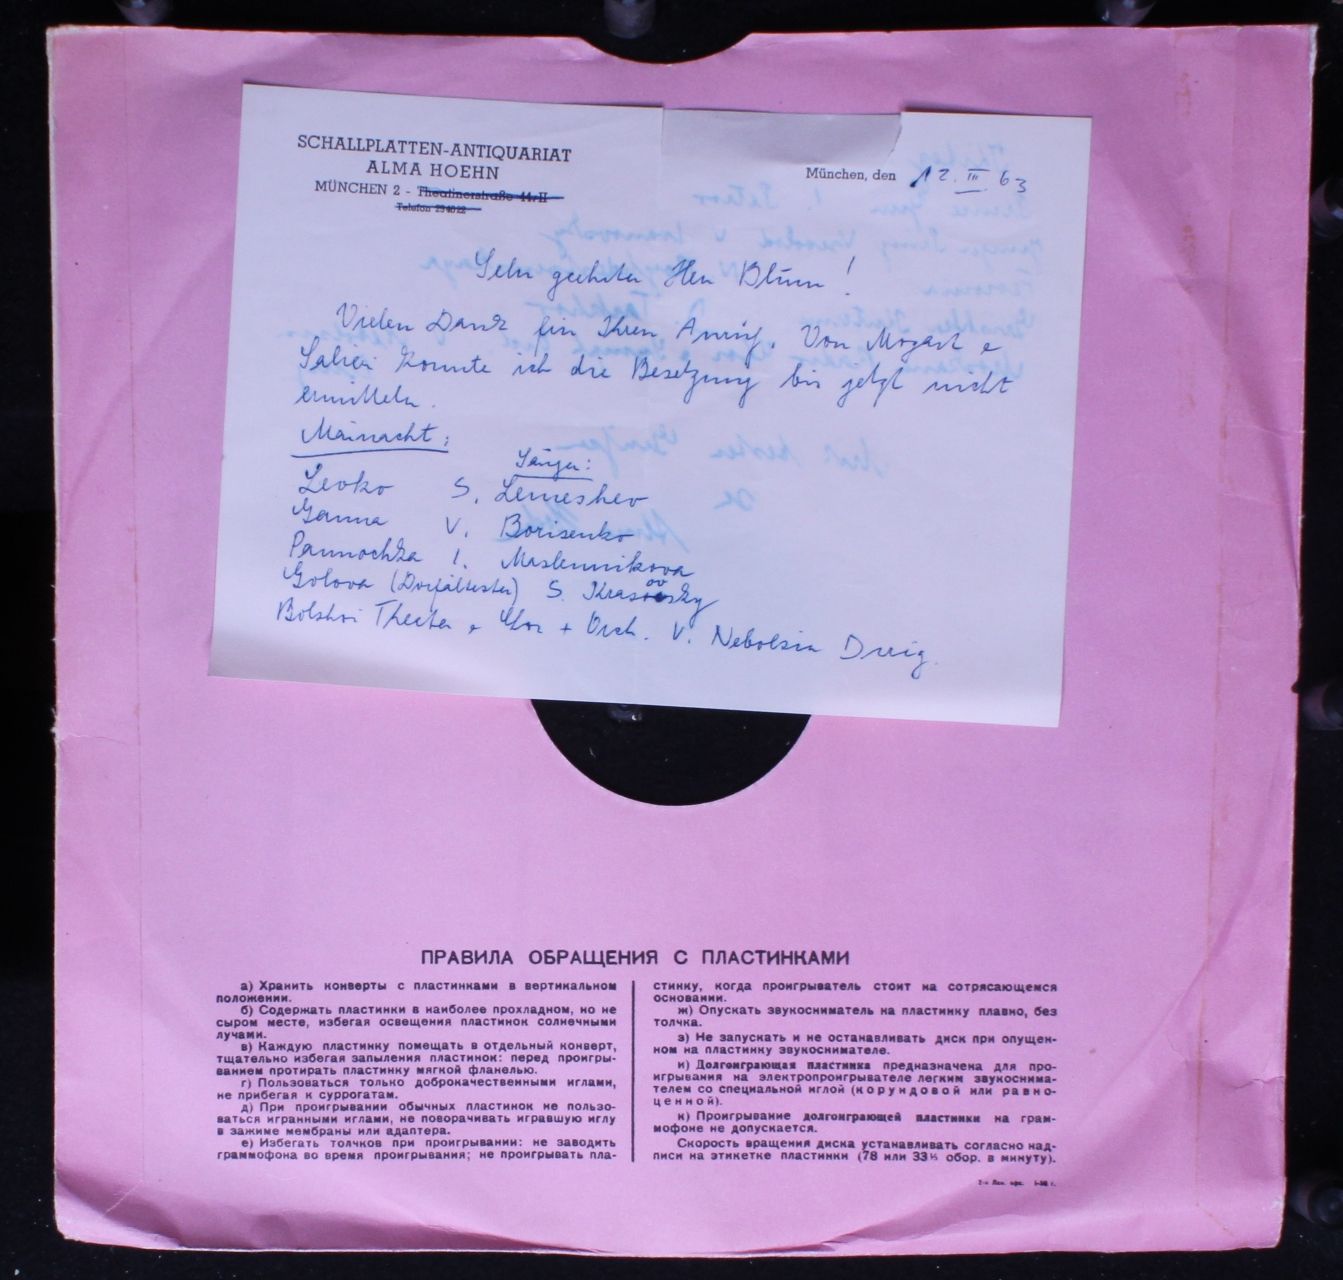 SCHALLPLATTEN-ANTIQUARIAT
ALMA HOEHN
MÜNCHEN 2 - Theatinerstraße 44/II
Telefon 294022
München, den 12. III. 63
Sehr geehrter Herr Blum!
Vielen Dank für Ihren Anruf. Von Mozart e
Salieri konnte ich die Besetzung bis jetzt nicht
ermitteln.
Mainacht:
Sänger:
Levko S. Lemeshev
Ganna V. Borisenko
Pannochka I. Maslennikova
Golova (Dorfältester) S. Krasovsky
Bolshoi Theater + Chor + Orch. V. Nebolsin Dirig.
ПРАВИЛА ОБРАЩЕНИЯ С ПЛАСТИНКАМИ
а) Хранить конверты с пластинками в вертикальном
положении.
б) Содержать пластинки в наиболее прохладном, но не
сыром месте, избегая освещения пластинок солнечными
лучами.
в) Каждую пластинку помещать в отдельный конверт,
тщательно избегая запыления пластинок: перед проигры-
ванием протирать пластинку мягкой фланелью.
г) Пользоваться только доброкачественными иглами,
не прибегая к суррогатам.
д) При проигрывании обычных пластинок не пользо-
ваться игранными иглами, не поворачивать игравшую иглу
в зажиме мембраны или адаптера.
е) Избегать толчков при проигрывании: не заводить
граммофона во время проигрывания; не проигрывать пла-
стинку, когда проигрыватель стоит на сотрясающемся
основании.
ж) Опускать звукосниматель на пластинку плавно, без
толчка.
з) Не запускать и не останавливать диск при опущен-
ном на пластинку звукоснимателе.
и) Долгоиграющая пластинка предназначена для про-
игрывания на электропроигрывателе легким звукоснима-
телем со специальной иглой (корундовой или равно-
ценной).
к) Проигрывание долгоиграющей пластинки на грам-
мофоне не допускается.
Скорость вращения диска устанавливать согласно над-
писи на этикетке пластинки (78 или 33⅓ обор. в минуту).